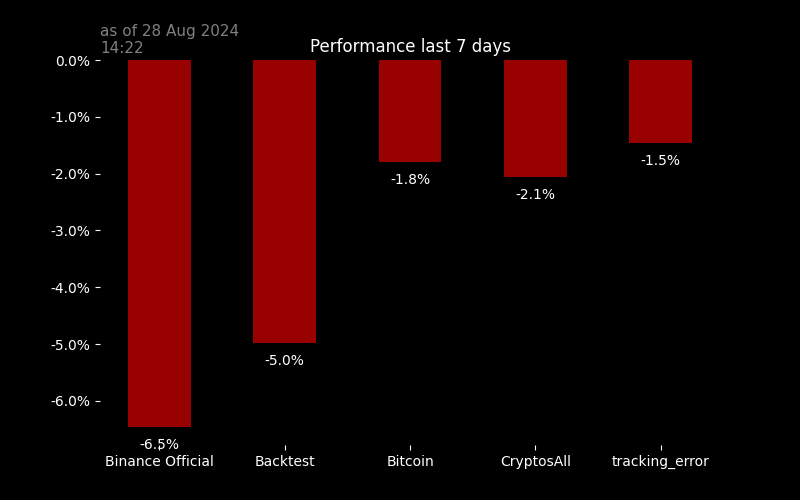 as of 28 Aug 2024
14:22
Performance last 7 days
0.0%
-1.0%
-2.0%
-3.0%
-4.0%
-5.0%
-6.0%
-6.5%
-5.0%
-1.8%
-2.1%
-1.5%
Binance Official
Backtest
Bitcoin
CryptosAll
tracking_error